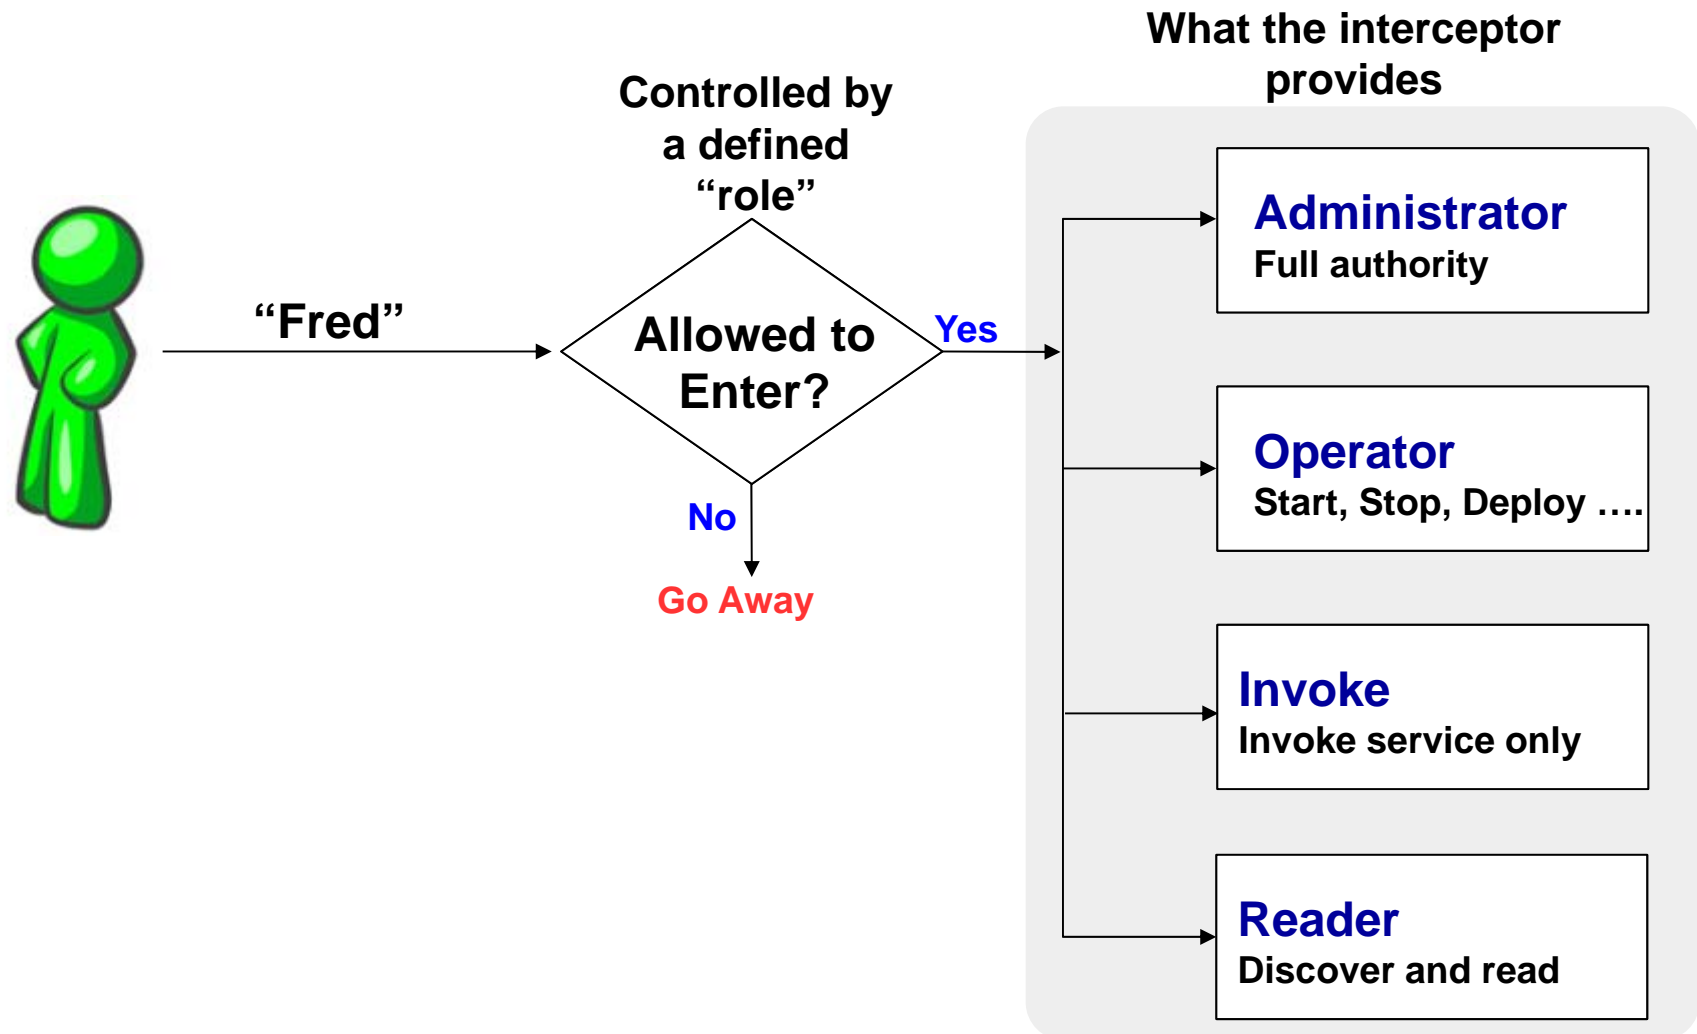 What the interceptor
provides
Controlled by
a defined
“role”
“Fred”
Allowed to
Enter?
Yes
No
Go Away
Administrator
Full authority
Operator
Start, Stop, Deploy ….
Invoke
Invoke service only
Reader
Discover and read